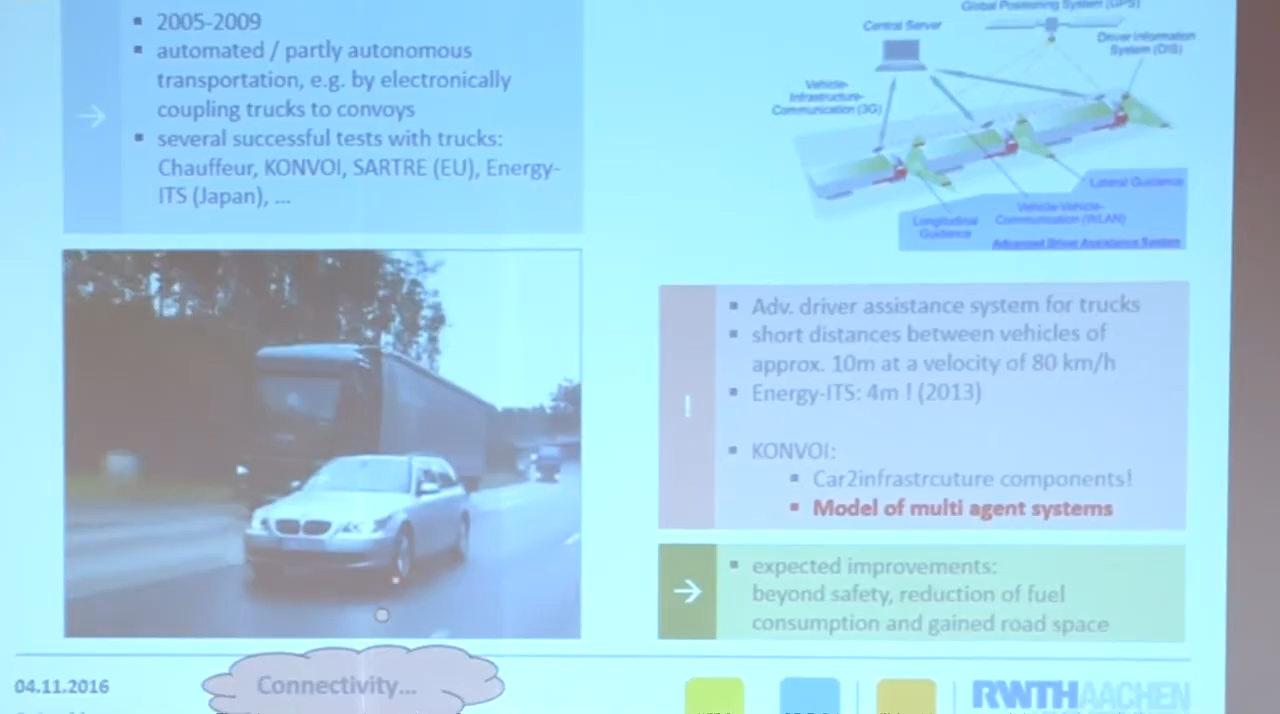 2005-2009
automated / partly autonomous
transportation, e.g. by electronically
coupling trucks to convoys
several successful tests with trucks:
Chauffeur, KONVOI, SARTRE (EU), Energy-
ITS (Japan), ...
Global Positioning System (GPS)
Central Server
Driver Information
System (DIS)
Vehicle-
Infrastructure-
Communication (3G)
Lateral Guidance
Vehicle-Vehicle-
Communication (WLAN)
Longitudinal
Guidance
Advanced Driver Assistance System
!
Adv. driver assistance system for trucks
short distances between vehicles of
approx. 10m at a velocity of 80 km/h
Energy-ITS: 4m ! (2013)
KONVOI:
Car2infrastrcuture components!
Model of multi agent systems
expected improvements:
beyond safety, reduction of fuel
consumption and gained road space
04.11.2016
Connectivity...
RWTHAACHEN